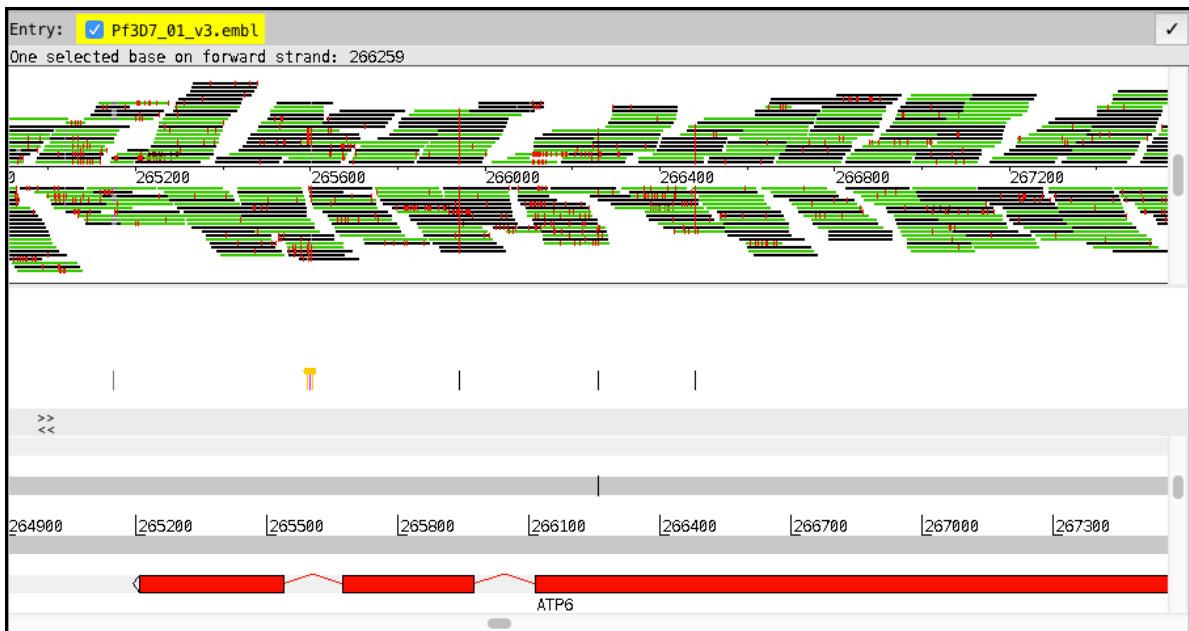 Entry: Pf3D7_01_v3.embl
One selected base on forward strand: 266259
265200 265600 266000 266400 266800 267200
>>
<<
264900 265200 265500 265800 266100 266400 266700 267000 267300
ATP6